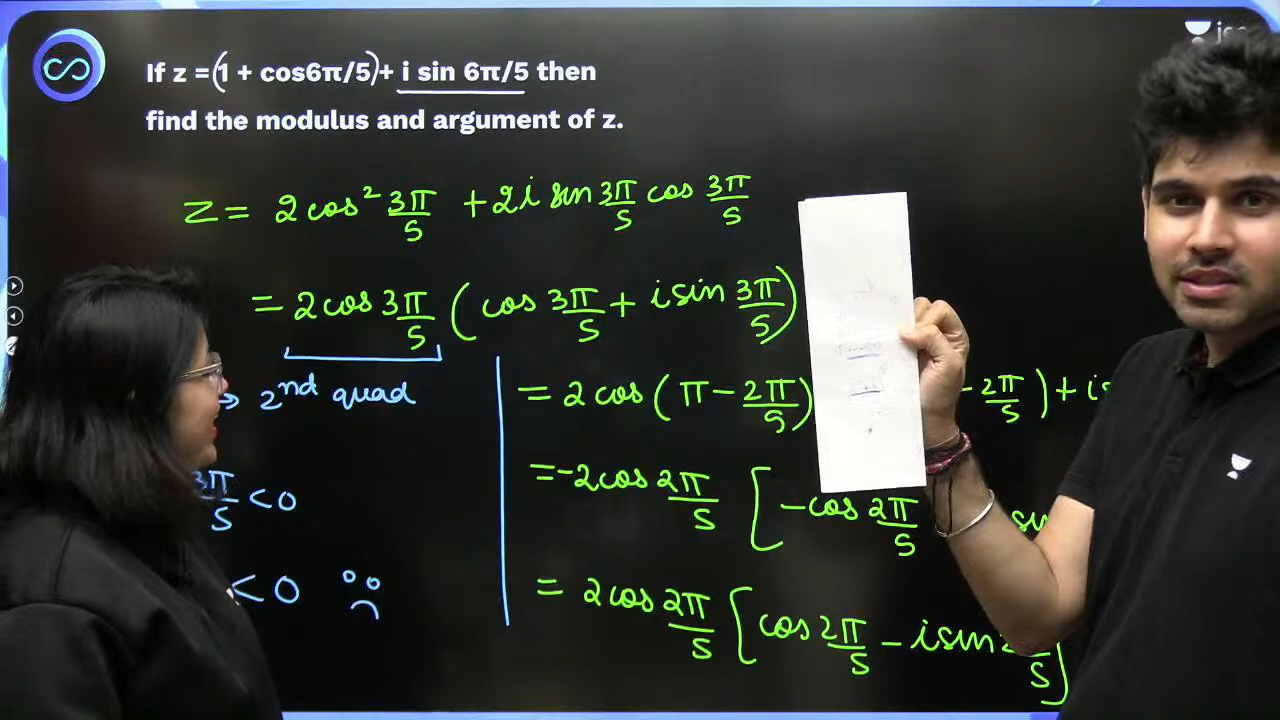 If z =(1 + cos6π/5)+ i sin 6π/5 then
find the modulus and argument of z.
z = 2cos² 3π/5 + 2i sin 3π/5 cos 3π/5
= 2cos 3π/5 ( cos 3π/5 + i sin 3π/5 )
2nd quad
3π/5 < 0
< 0
= 2cos ( π - 2π/5 ) - 2π/5 ) + i
= -2cos 2π/5 [ - cos 2π/5
= 2cos 2π/5 [ cos 2π/5 - i sin 2π/5 ]